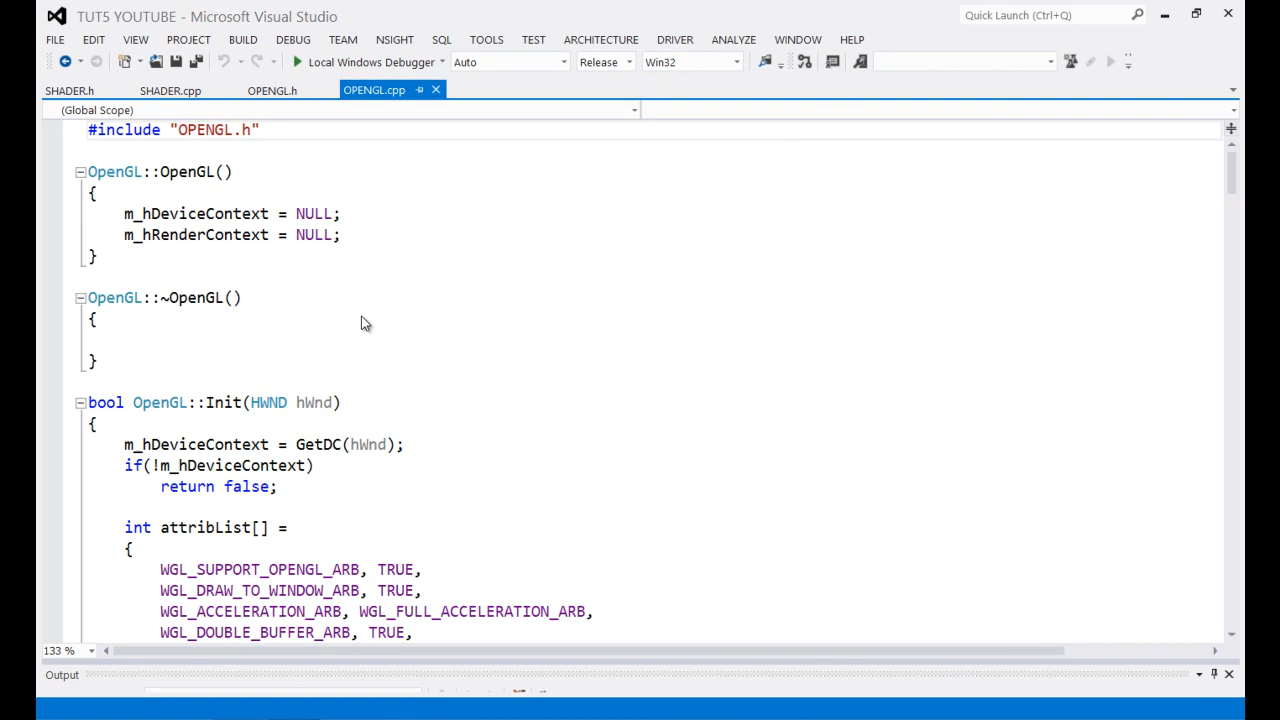 TUT5 YOUTUBE - Microsoft Visual Studio
Quick Launch (Ctrl+Q)
FILE EDIT VIEW PROJECT BUILD DEBUG TEAM NSIGHT SQL TOOLS TEST ARCHITECTURE DRIVER ANALYZE WINDOW HELP
Local Windows Debugger Auto Release Win32
SHADER.h SHADER.cpp OPENGL.h OPENGL.cpp
(Global Scope)
#include "OPENGL.h"
OpenGL::OpenGL()
{
m_hDeviceContext = NULL;
m_hRenderContext = NULL;
}
OpenGL::~OpenGL()
{
}
bool OpenGL::Init(HWND hWnd)
{
m_hDeviceContext = GetDC(hWnd);
if(!m_hDeviceContext)
return false;
int attribList[] =
{
WGL_SUPPORT_OPENGL_ARB, TRUE,
WGL_DRAW_TO_WINDOW_ARB, TRUE,
WGL_ACCELERATION_ARB, WGL_FULL_ACCELERATION_ARB,
WGL_DOUBLE_BUFFER_ARB, TRUE,
133 %
Output